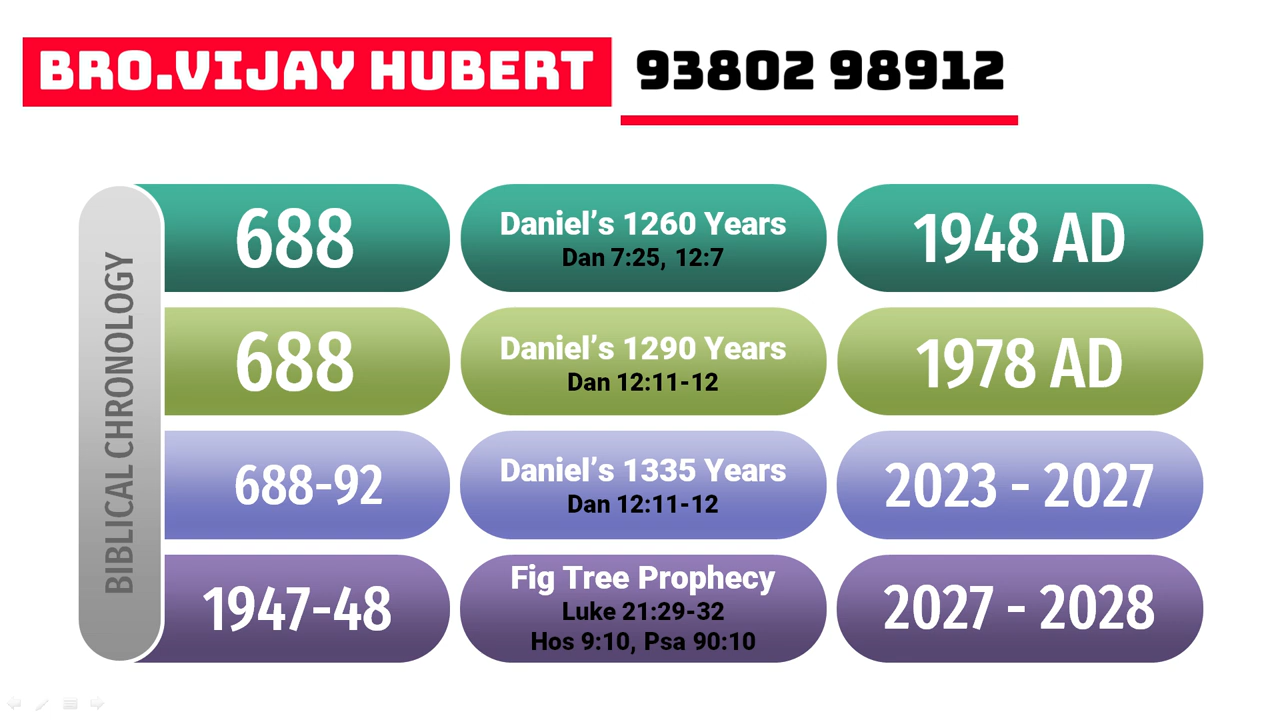 BRO.VIJAY HUBERT 93802 98912
BIBLICAL CHRONOLOGY
688
Daniel’s 1260 Years
Dan 7:25, 12:7
1948 AD
688
Daniel’s 1290 Years
Dan 12:11-12
1978 AD
688-92
Daniel’s 1335 Years
Dan 12:11-12
2023 - 2027
1947-48
Fig Tree Prophecy
Luke 21:29-32
Hos 9:10, Psa 90:10
2027 - 2028